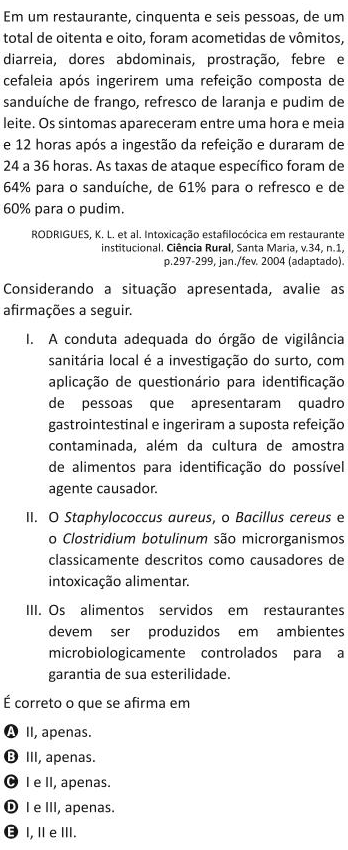 Em um restaurante, cinquenta e seis pessoas, de um
total de oitenta e oito, foram acometidas de vômitos,
diarreia, dores abdominais, prostração, febre e
cefaleia após ingerirem uma refeição composta de
sanduíche de frango, refresco de laranja e pudim de
leite. Os sintomas apareceram entre uma hora e meia
e 12 horas após a ingestão da refeição e duraram de
24 a 36 horas. As taxas de ataque específico foram de
64% para o sanduíche, de 61% para o refresco e de
60% para o pudim.
RODRIGUES, K. L. et al. Intoxicação estafilocócica em restaurante
institucional. Ciência Rural, Santa Maria, v.34, n.1,
p.297-299, jan./fev. 2004 (adaptado).
Considerando a situação apresentada, avalie as
afirmações a seguir.
I. A conduta adequada do órgão de vigilância
sanitária local é a investigação do surto, com
aplicação de questionário para identificação
de pessoas que apresentaram quadro
gastrointestinal e ingeriram a suposta refeição
contaminada, além da cultura de amostra
de alimentos para identificação do possível
agente causador.
II. O Staphylococcus aureus, o Bacillus cereus e
o Clostridium botulinum são microrganismos
classicamente descritos como causadores de
intoxicação alimentar.
III. Os alimentos servidos em restaurantes
devem ser produzidos em ambientes
microbiologicamente controlados para a
garantia de sua esterilidade.
É correto o que se afirma em
A II, apenas.
B III, apenas.
C I e II, apenas.
D I e III, apenas.
E I, II e III.